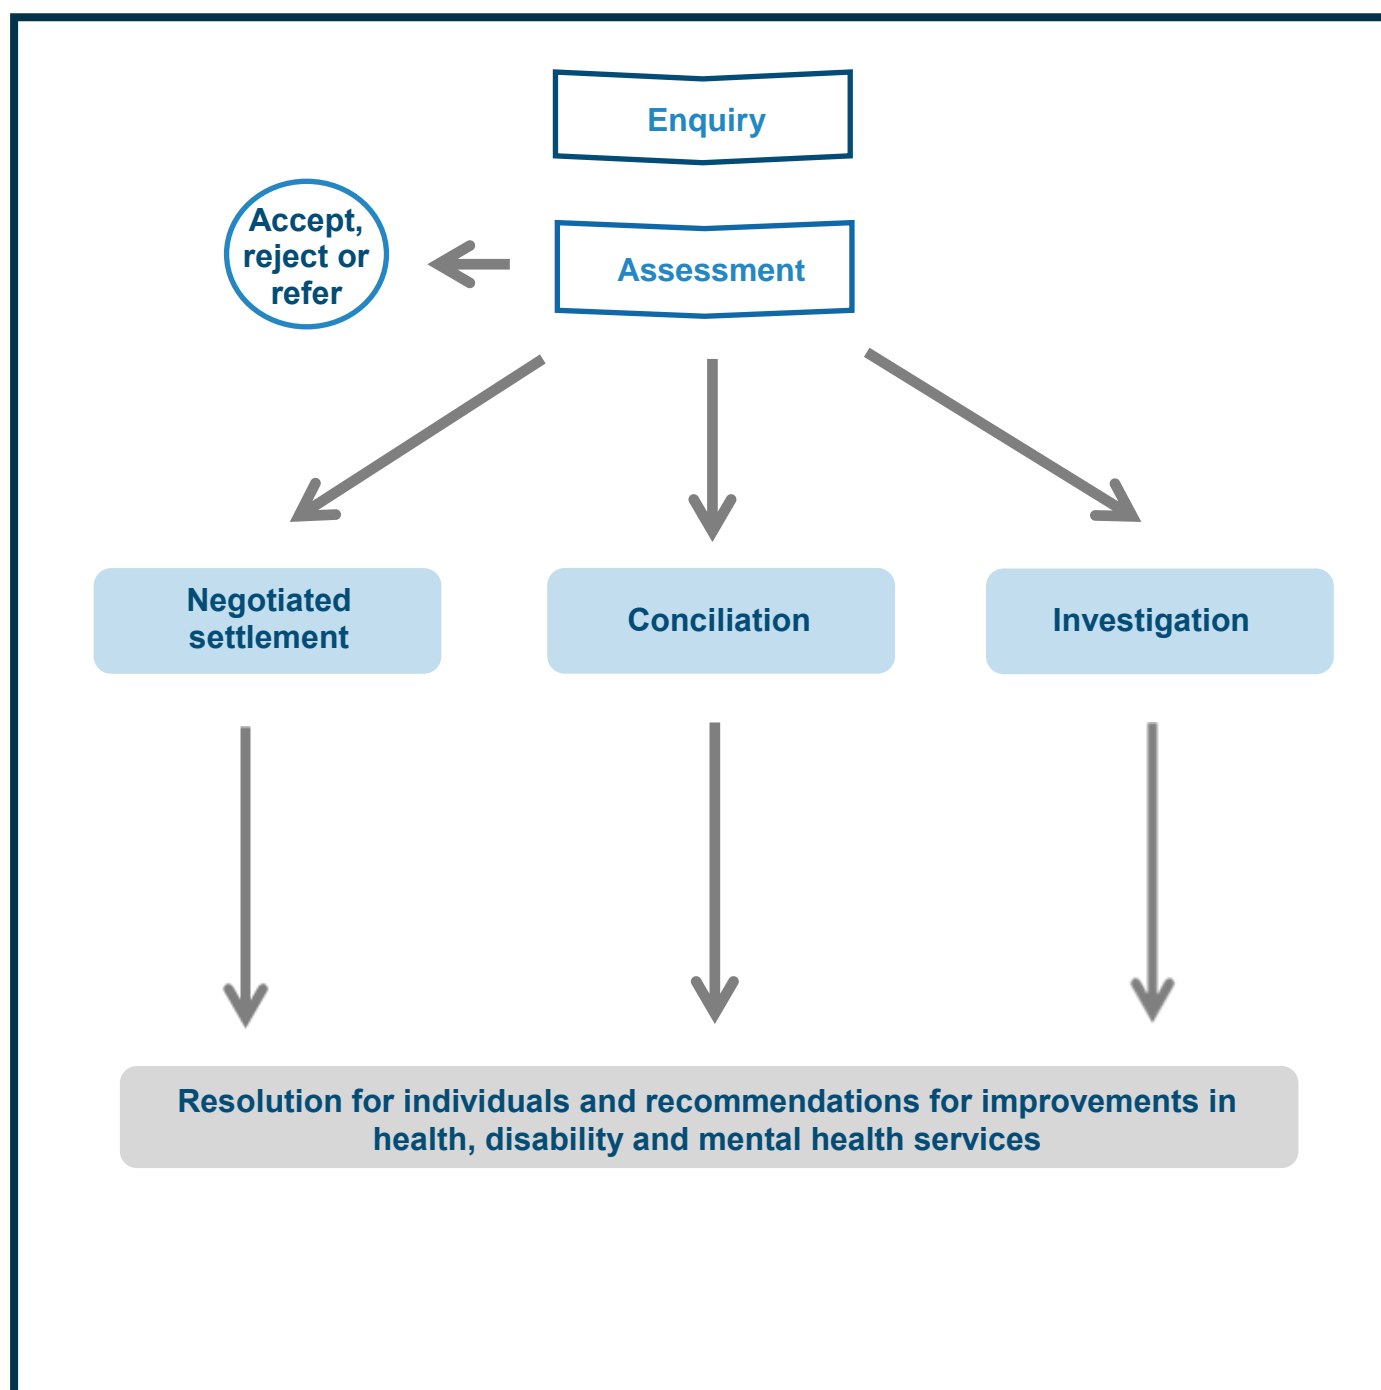 Enquiry
Accept,
reject or
refer
Assessment
Negotiated
settlement
Conciliation
Investigation
Resolution for individuals and recommendations for improvements in
health, disability and mental health services